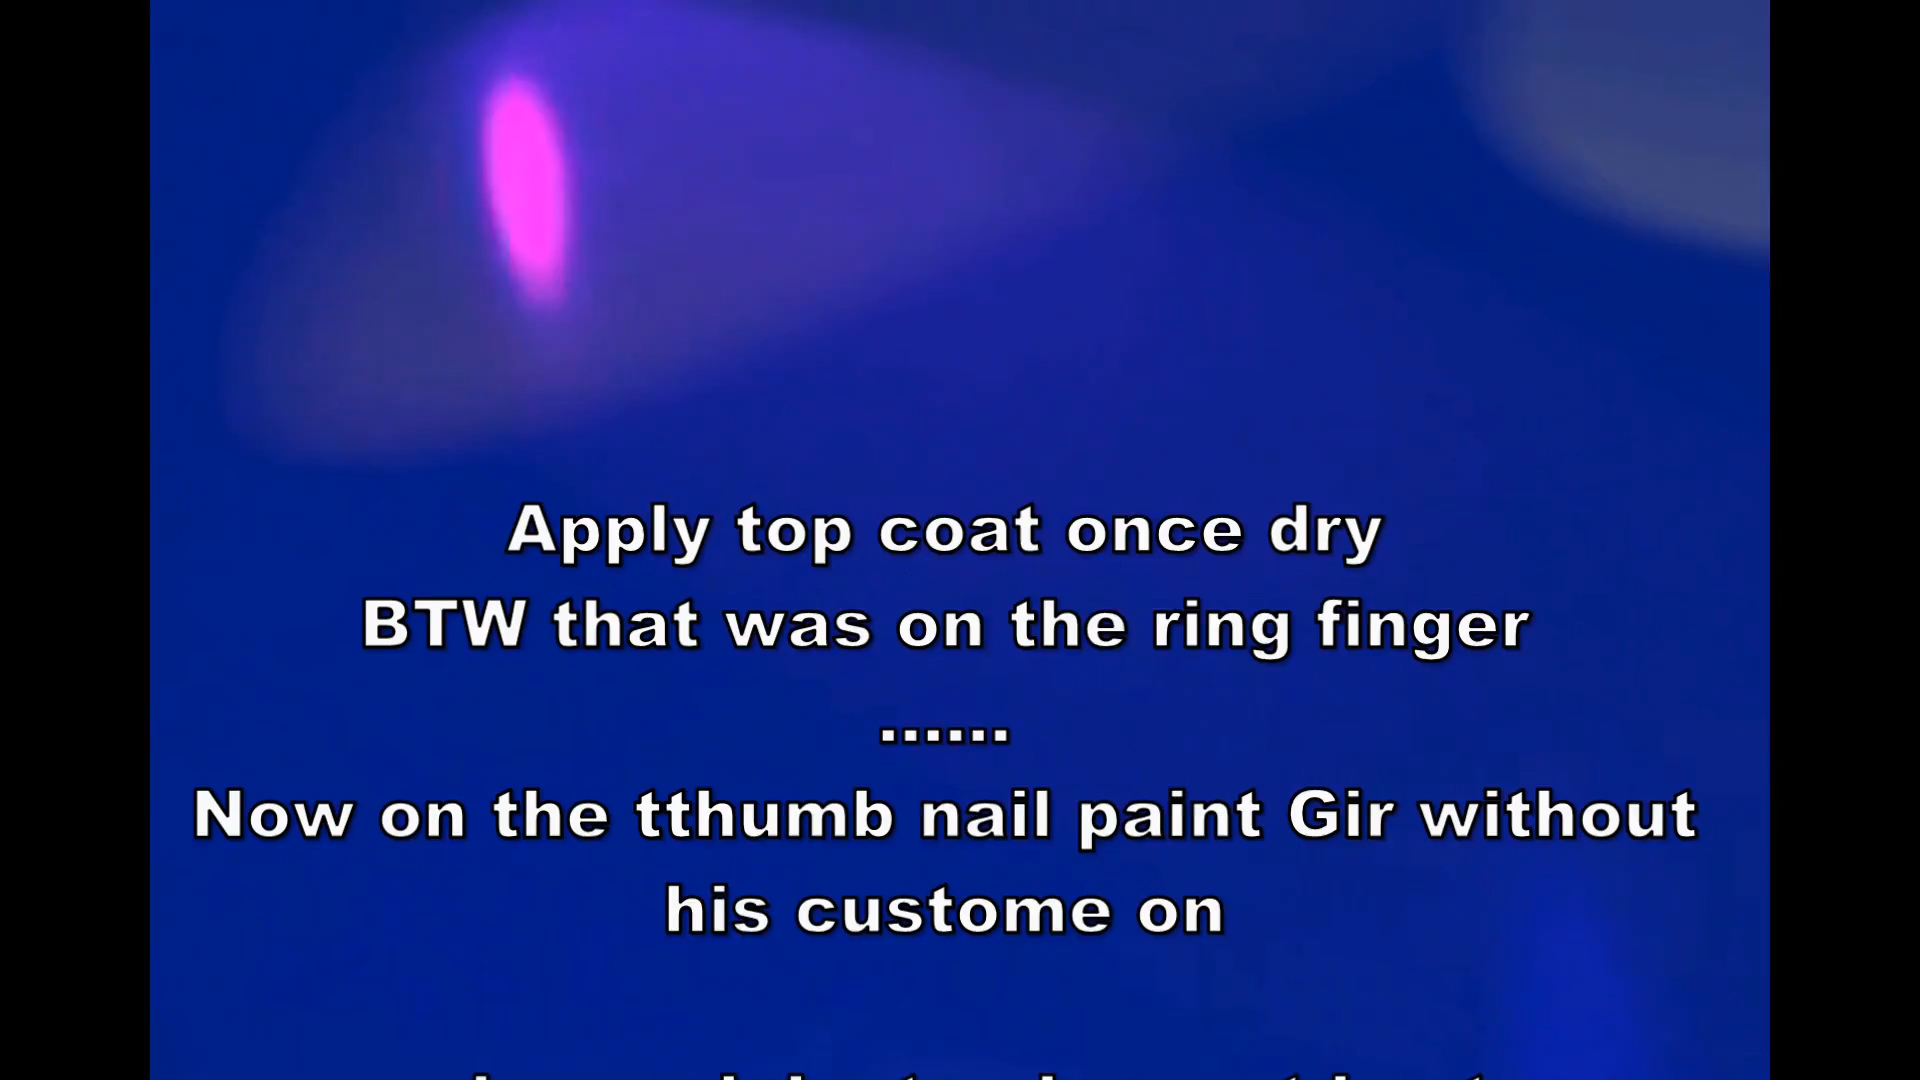 Apply top coat once dry
BTW that was on the ring finger
......
Now on the tthumb nail paint Gir without
his custome on